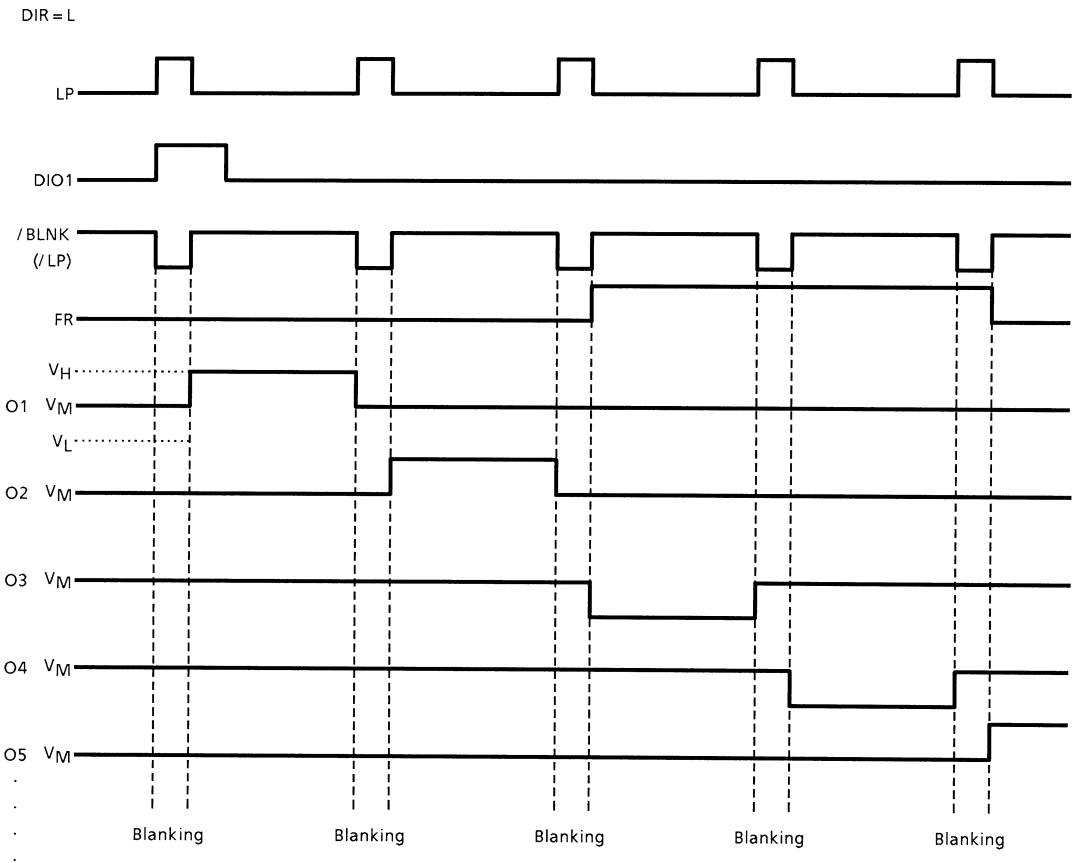 DIR = L
LP
DIO1
/ BLNK
(/ LP)
FR
VH
O1 VM
VL
O2 VM
O3 VM
O4 VM
O5 VM
Blanking Blanking Blanking Blanking Blanking